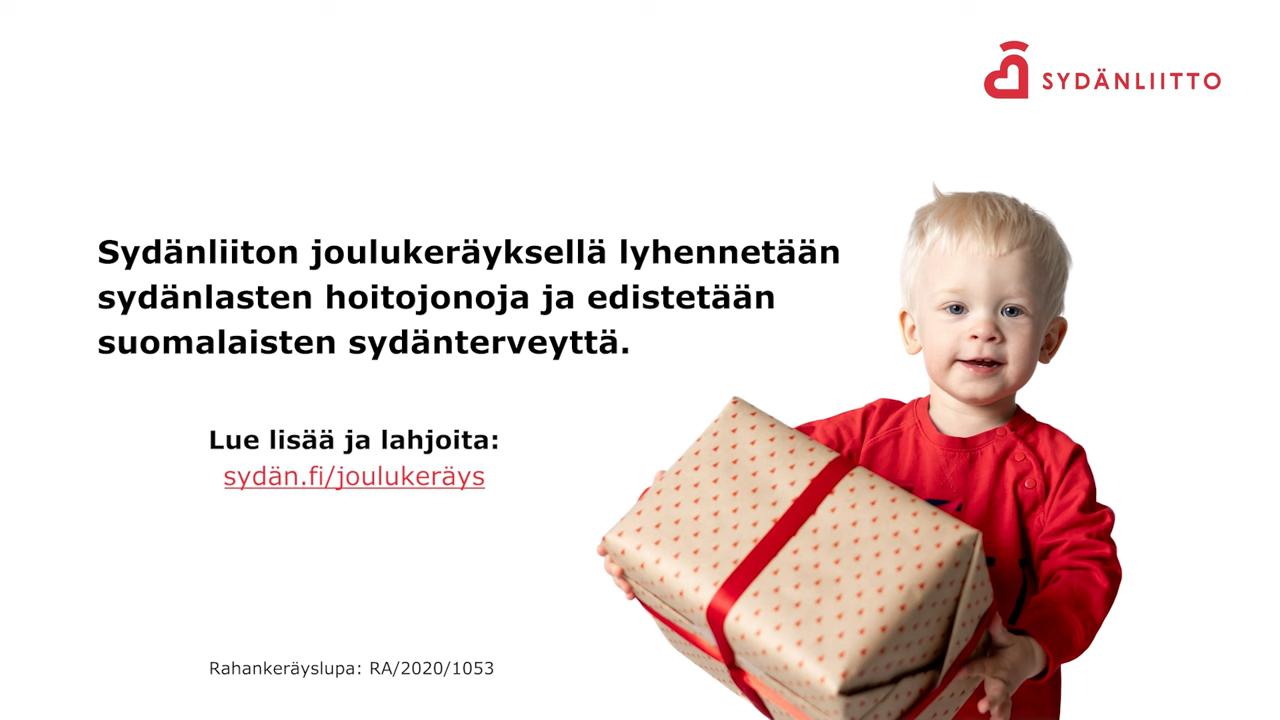 SYDÄNLIITTO
Sydänliiton joulukeräyksellä lyhennetään
sydänlasten hoitojonoja ja edistetään
suomalaisten sydänterveyttä.
Lue lisää ja lahjoita:
sydän.fi/joulukeräys
Rahankeräyslupa: RA/2020/1053